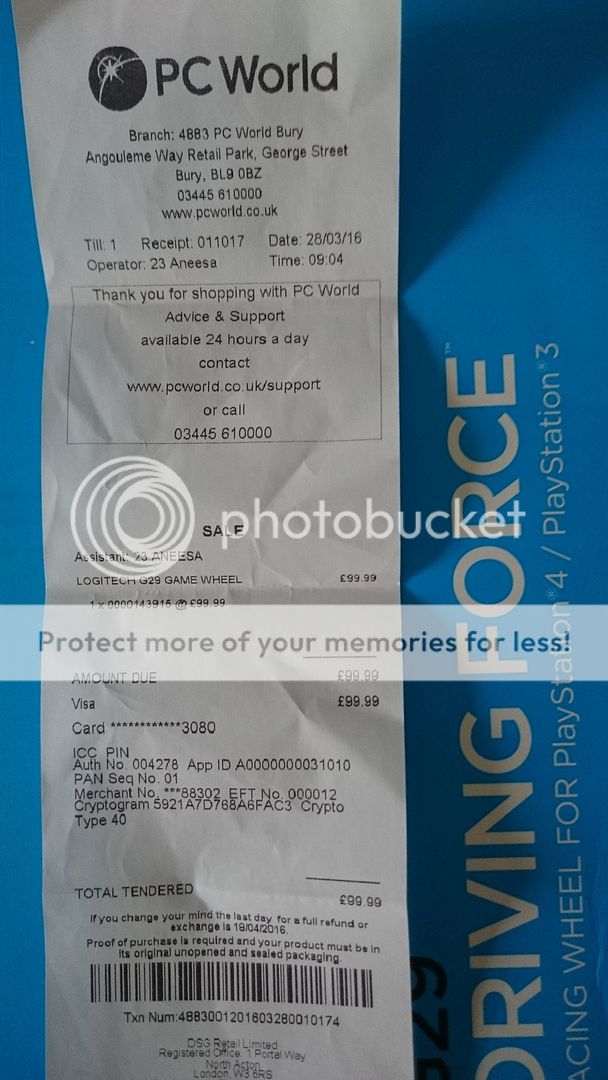 PC World
Branch: 4883 PC World Bury
Angouleme Way Retail Park, George Street
Bury, BL9 0BZ
03445 610000
www.pcworld.co.uk
Till: 1 Receipt: 011017 Date: 28/03/16
Operator: 23 Aneesa Time: 09:04
Thank you for shopping with PC World
Advice & Support
available 24 hours a day
contact
www.pcworld.co.uk/support
or call
03445 610000
photobucket
SALE
Assistant: 23 ANEESA
LOGITECH G29 GAME WHEEL £99.99
1 x 0000143915 @ £99.99
Protect more of your memories for less!
AMOUNT DUE £99.99
Visa £99.99
Card ************3080
ICC PIN
Auth No. 004278 App ID A0000000031010
PAN Seq No. 01
Merchant No. ***88302 EFT No. 000012
Cryptogram 5921A7D768A6FAC3 Crypto
Type 40
TOTAL TENDERED £99.99
If you change your mind the last day for a full refund or
exchange is 18/04/2016.
Proof of purchase is required and your product must be in
its original unopened and sealed packaging.
Txn Num:4883001201603280010174
DSG Retail Limited
Registered Office: 1 Portal Way
North Acton
London, W3 6RS
G29
DRIVING FORCE™
ACING WHEEL FOR PlayStation®4 / PlayStation®3